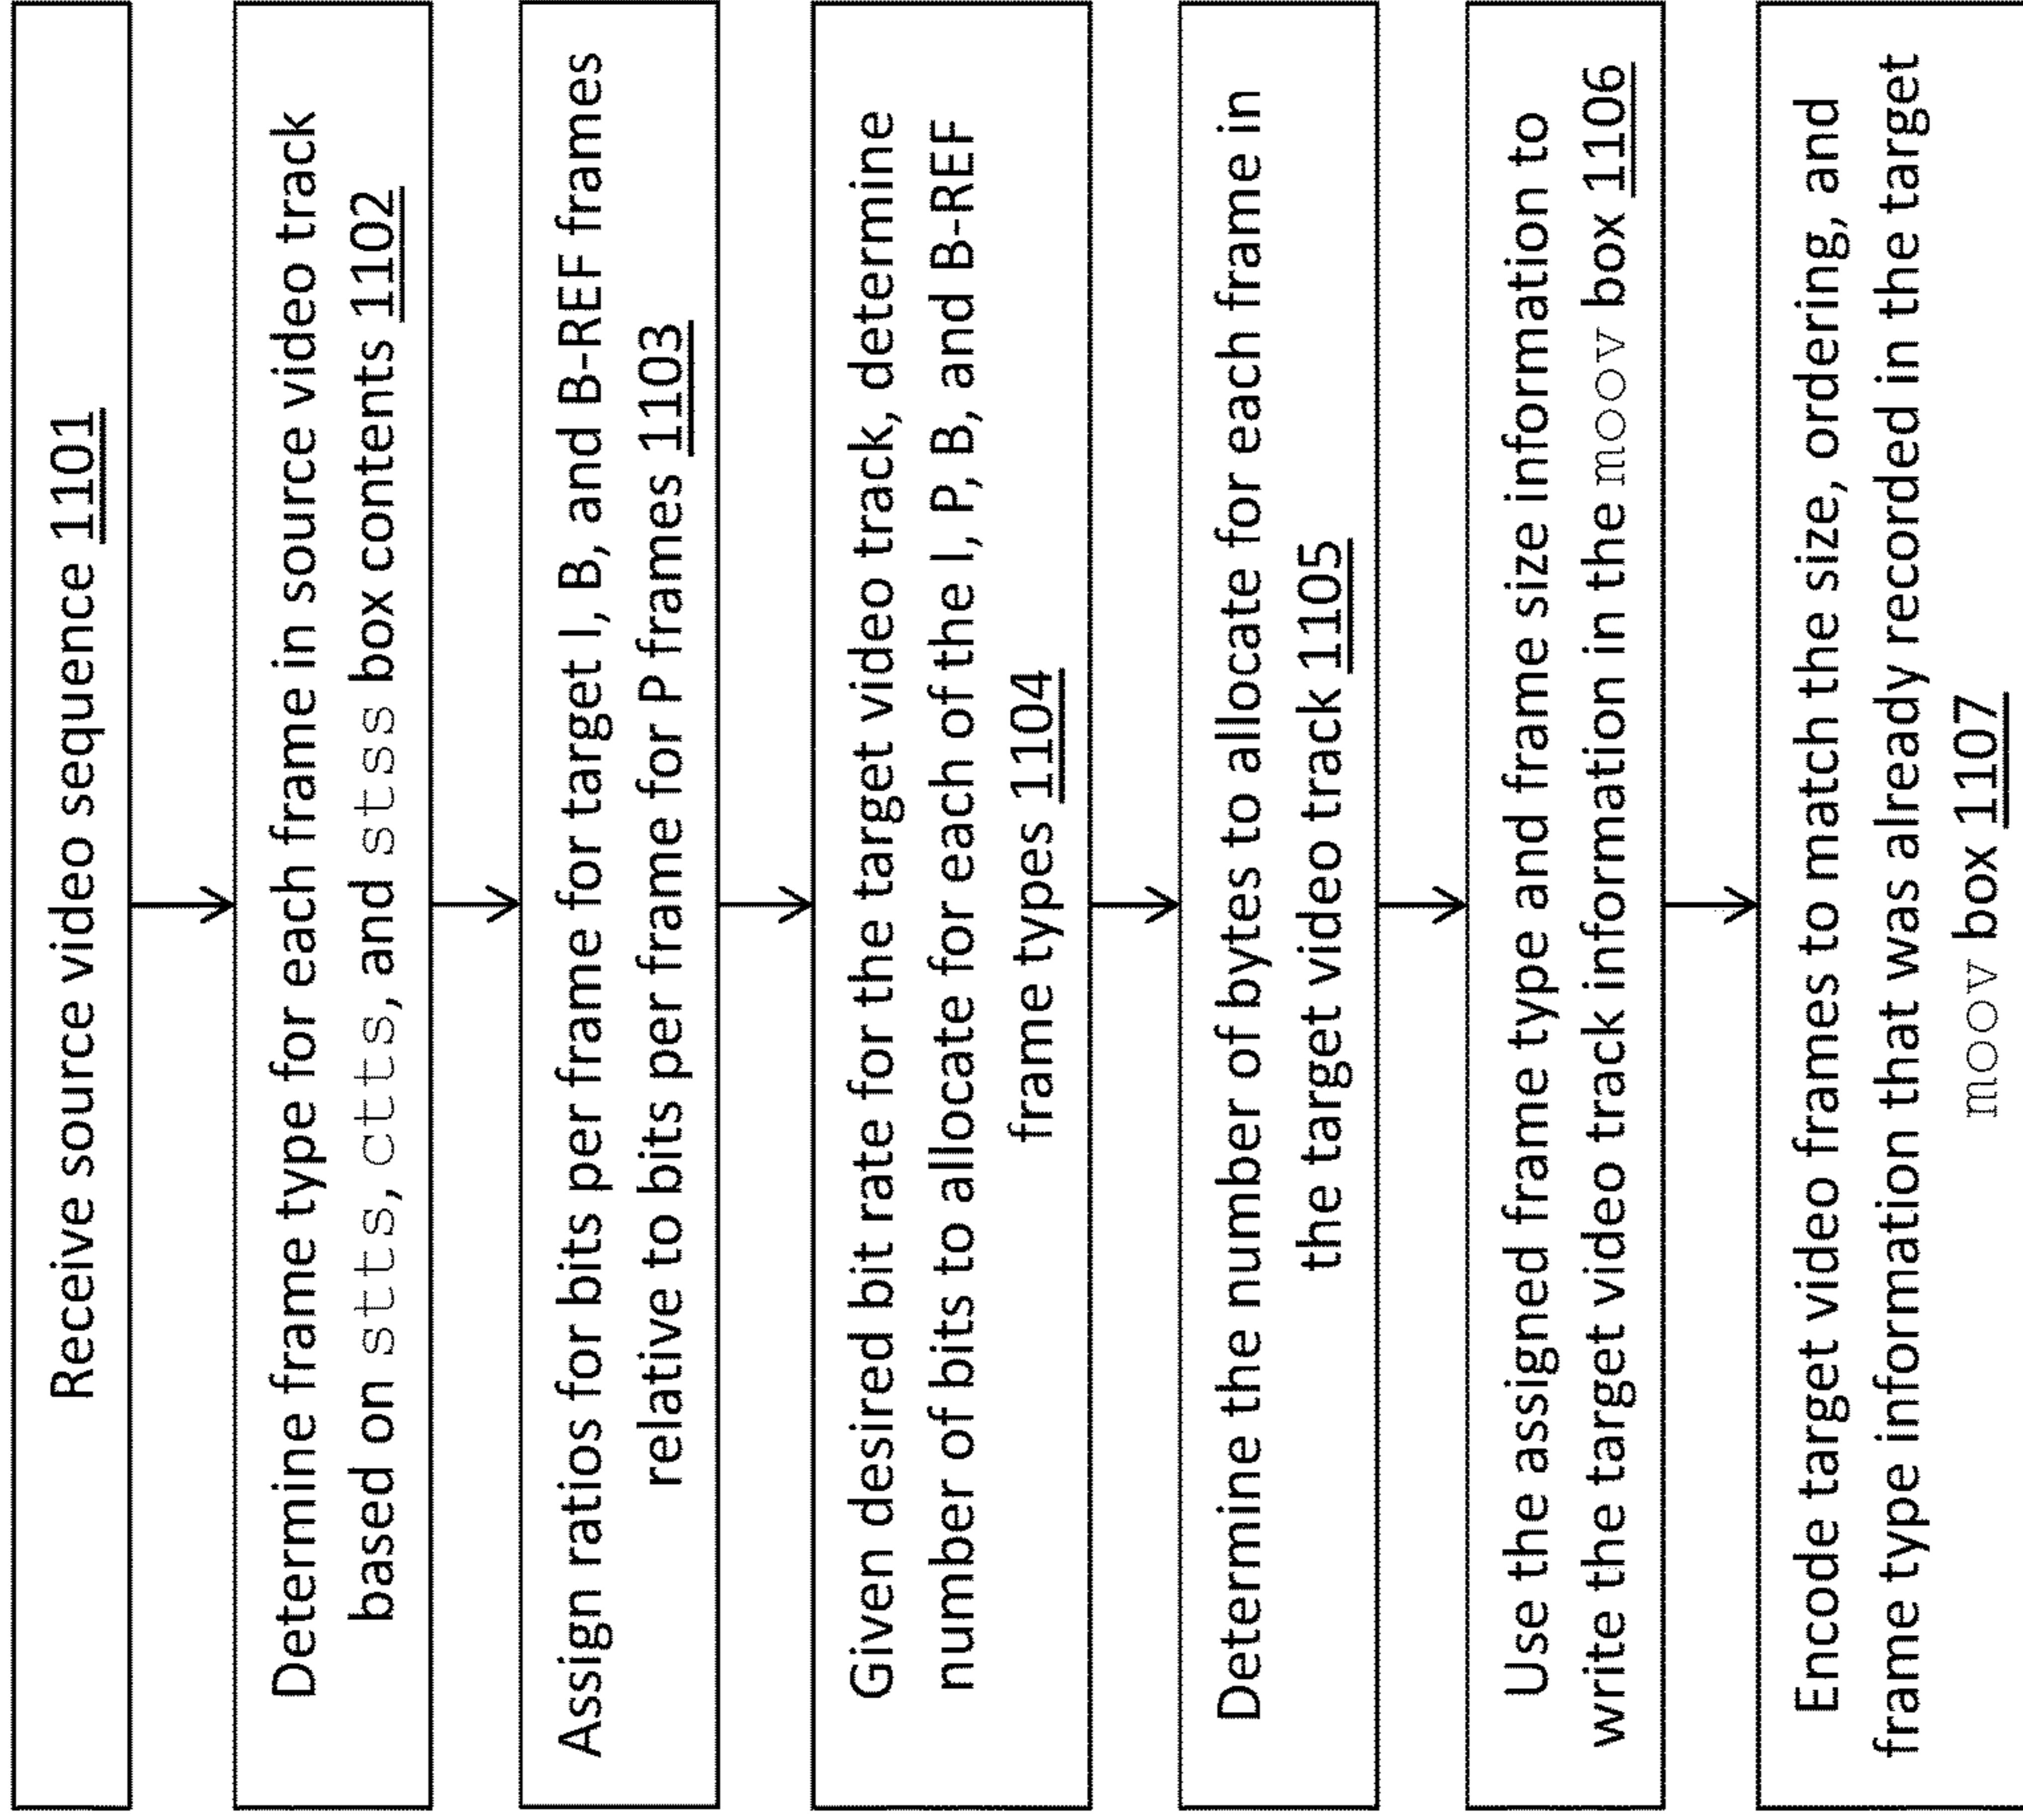 Receive source video sequence 1101
Determine frame type for each frame in source video track
based on stts, ctts, and stss box contents 1102
Assign ratios for bits per frame for target I, B, and B-REF frames
relative to bits per frame for P frames 1103
Given desired bit rate for the target video track, determine
number of bits to allocate for each of the I, P, B, and B-REF
frame types 1104
Determine the number of bytes to allocate for each frame in
the target video track 1105
Use the assigned frame type and frame size information to
write the target video track information in the moov box 1106
Encode target video frames to match the size, ordering, and
frame type information that was already recorded in the target
moov box 1107